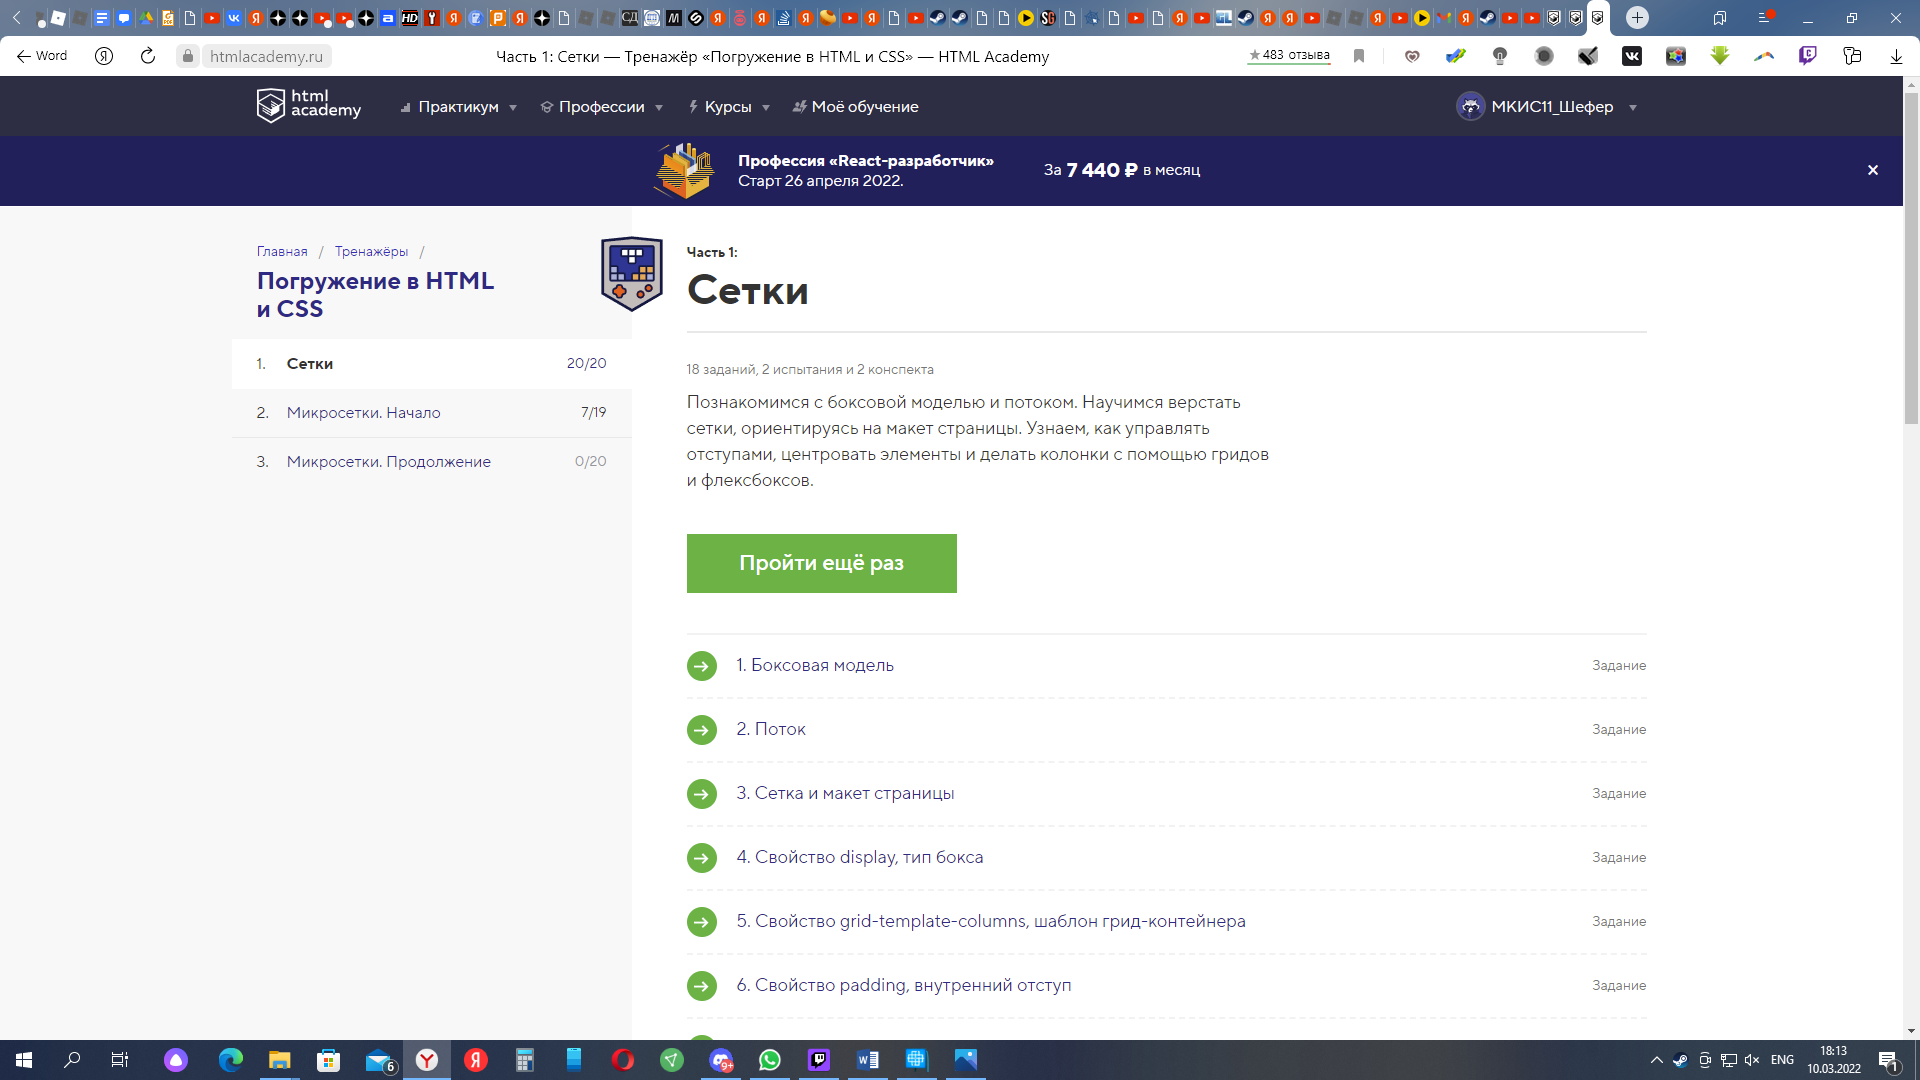 Word
htmlacademy.ru
Часть 1: Сетки — Тренажёр «Погружение в HTML и CSS» — HTML Academy
483 отзыва
html
academy
Практикум
Профессии
Курсы
Моё обучение
МКИС11_Шефер
Профессия «React-разработчик»
Старт 26 апреля 2022.
За 7 440 ₽ в месяц
Главная / Тренажёры /
Погружение в HTML
и CSS
1. Сетки 20/20
2. Микросетки. Начало 7/19
3. Микросетки. Продолжение 0/20
Часть 1:
Сетки
18 заданий, 2 испытания и 2 конспекта
Познакомимся с боксовой моделью и потоком. Научимся верстать
сетки, ориентируясь на макет страницы. Узнаем, как управлять
отступами, центровать элементы и делать колонки с помощью гридов
и флексбоксов.
Пройти ещё раз
1. Боксовая модель Задание
2. Поток Задание
3. Сетка и макет страницы Задание
4. Свойство display, тип бокса Задание
5. Свойство grid-template-columns, шаблон грид-контейнера Задание
6. Свойство padding, внутренний отступ Задание
6
9+
ENG
18:13
10.03.2022
1